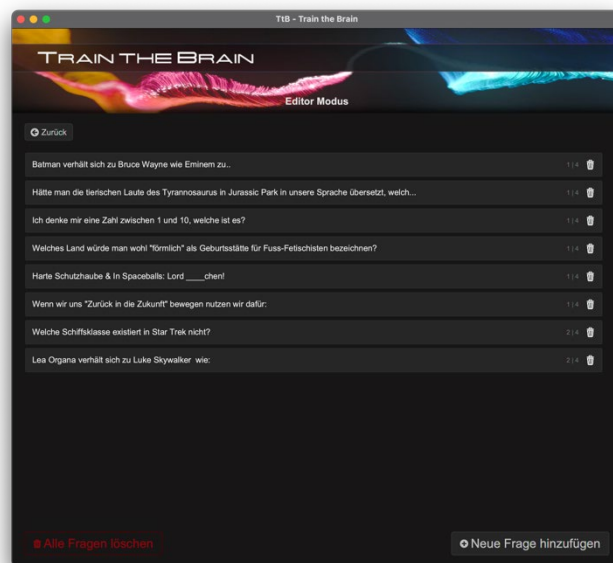 TtB - Train the Brain
TRAIN THE BRAIN
Editor Modus
Zurück
Batman verhält sich zu Bruce Wayne wie Eminem zu.. 1|4
Hätte man die tierischen Laute des Tyrannosaurus in Jurassic Park in unsere Sprache übersetzt, welch... 1|4
Ich denke mir eine Zahl zwischen 1 und 10, welche ist es? 1|4
Welches Land würde man wohl "förmlich" als Geburtsstätte für Fuss-Fetischisten bezeichnen? 1|4
Harte Schutzhaube & In Spaceballs: Lord ____chen! 1|4
Wenn wir uns "Zurück in die Zukunft" bewegen nutzen wir dafür: 1|4
Welche Schiffsklasse existiert in Star Trek nicht? 2|4
Lea Organa verhält sich zu Luke Skywalker  wie: 2|4
Alle Fragen löschen
Neue Frage hinzufügen